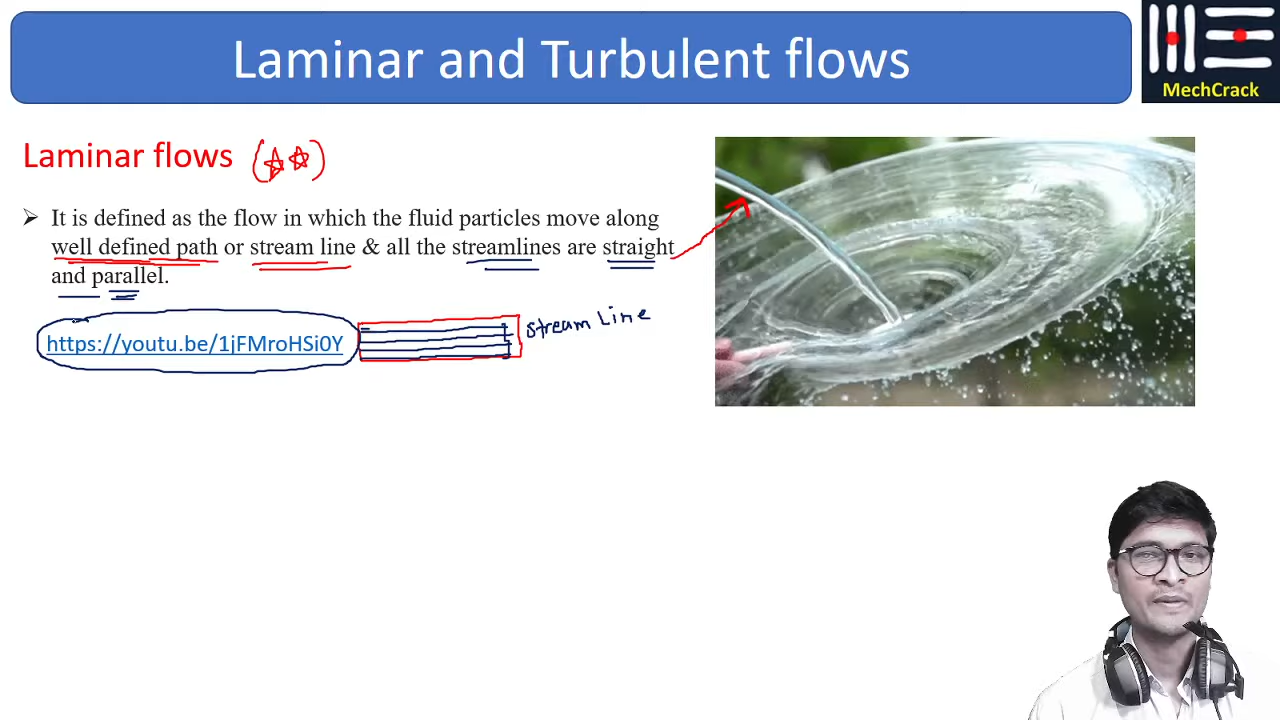 Laminar and Turbulent flows
MechCrack
Laminar flows
➢ It is defined as the flow in which the fluid particles move along
well defined path or stream line & all the streamlines are straight
and parallel.
https://youtu.be/1jFMroHSi0Y
Stream Line